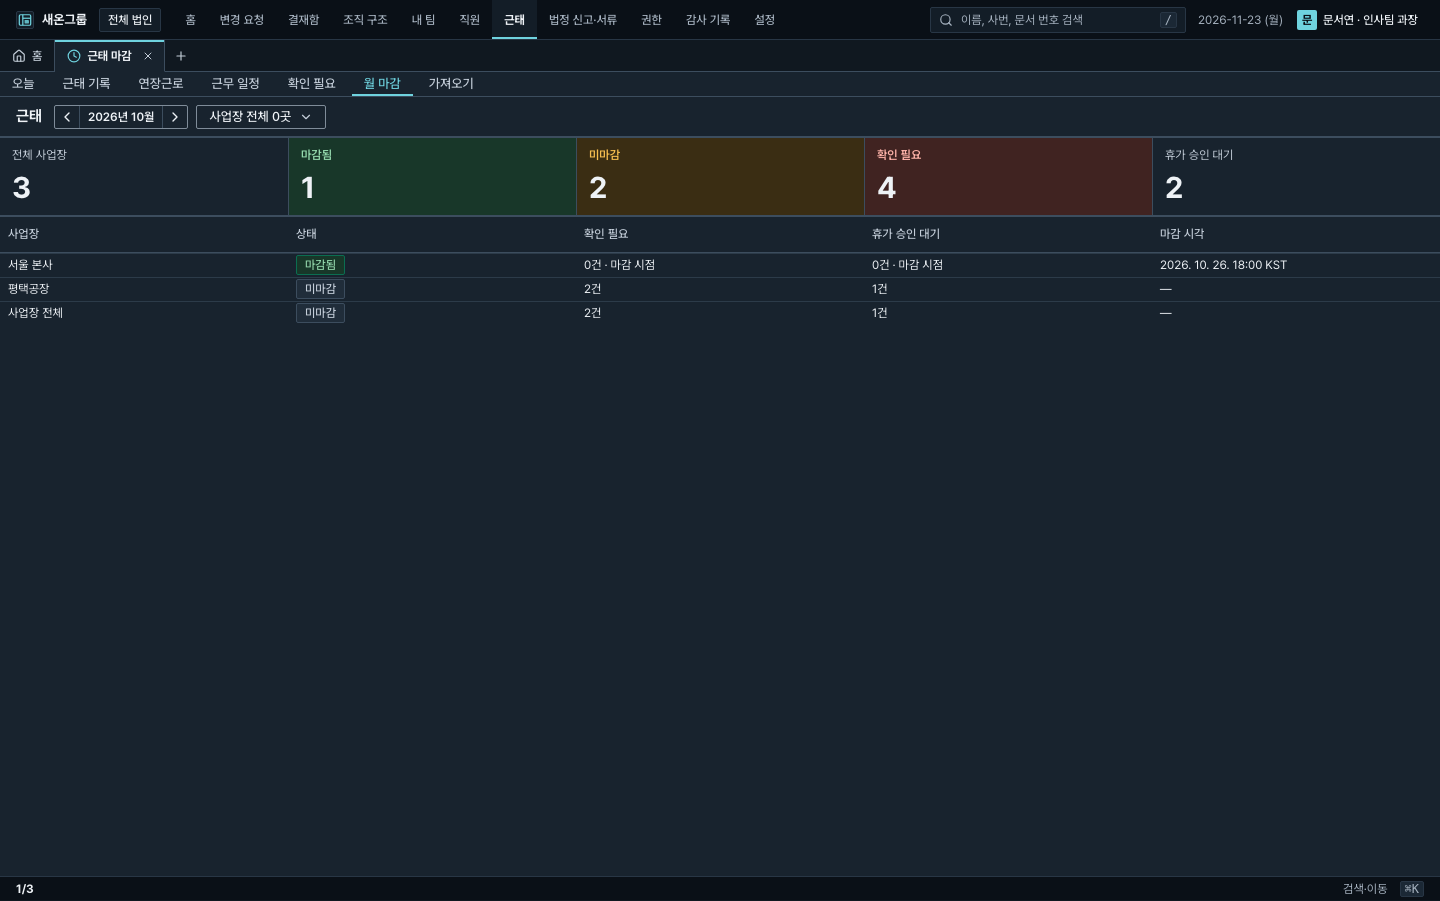 새온그룹 전체 법인 홈 변경 요청 결재함 조직 구조 내 팀 직원 근태 법정 신고·서류 권한 감사 기록 설정 이름, 사번, 문서 번호 검색 / 2026-11-23 (월) 문 문서연 · 인사팀 과장
홈 근태 마감
오늘 근태 기록 연장근로 근무 일정 확인 필요 월 마감 가져오기
근태 2026년 10월 사업장 전체 0곳
전체 사업장 마감됨 미마감 확인 필요 휴가 승인 대기
3 1 2 4 2
사업장 상태 확인 필요 휴가 승인 대기 마감 시각
서울 본사 마감됨 0건 · 마감 시점 0건 · 마감 시점 2026. 10. 26. 18:00 KST
평택공장 미마감 2건 1건 —
사업장 전체 미마감 2건 1건 —
1/3 검색·이동 ⌘K